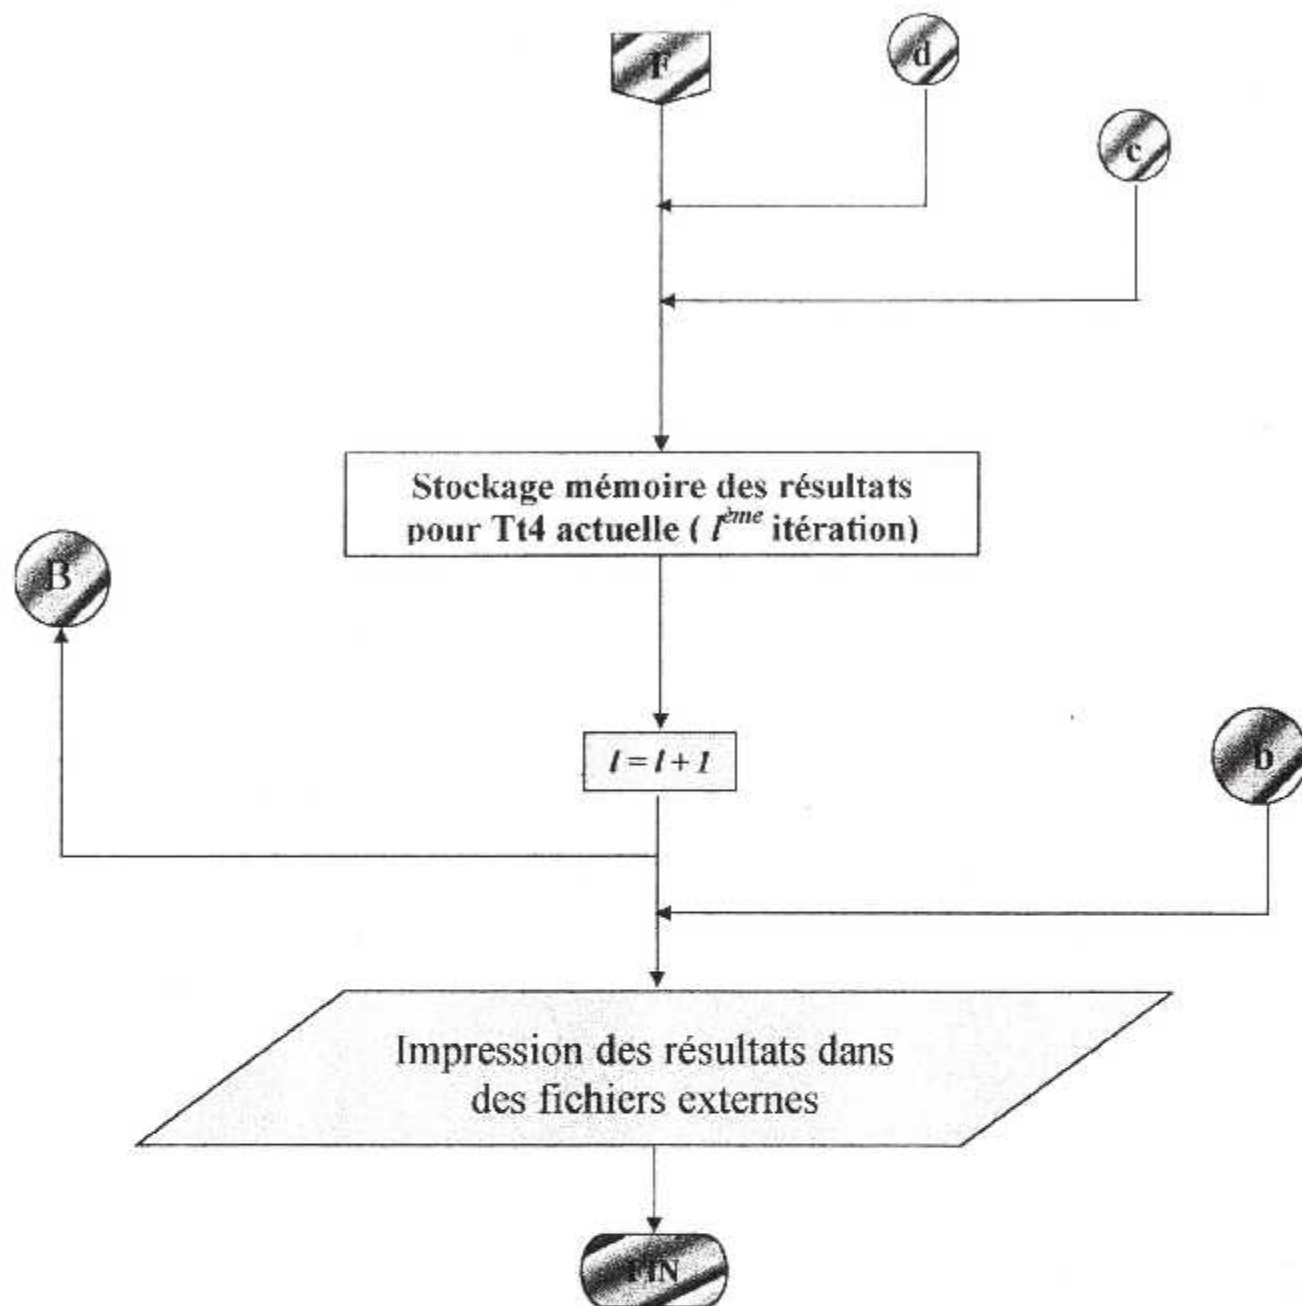 F
d
c
Stockage mémoire des résultats
pour Tt4 actuelle ( l^ème itération)
B
l = l + 1
b
Impression des résultats dans
des fichiers externes
FIN